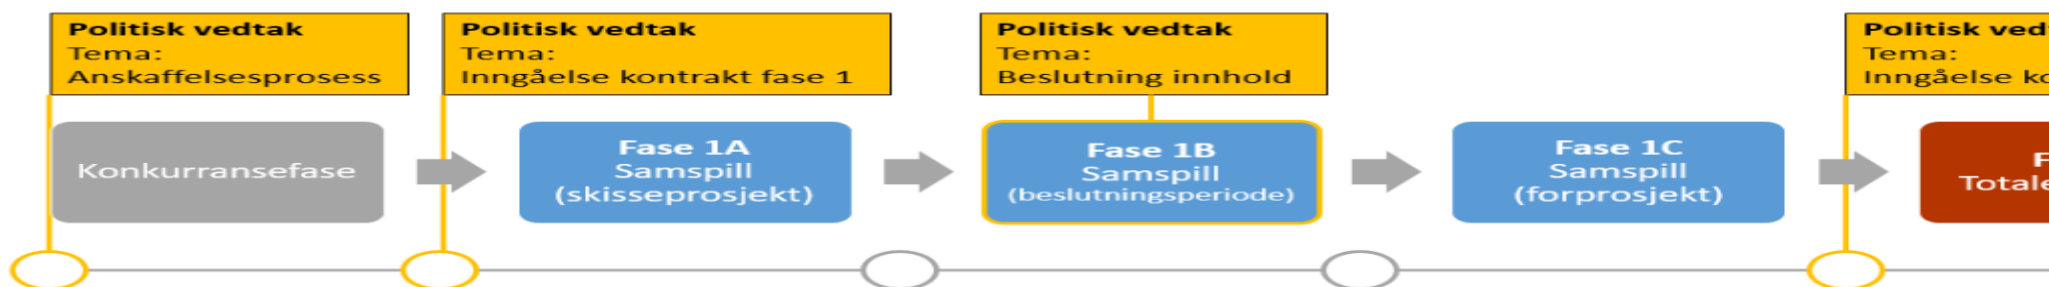 Politisk vedtak
Tema:
Anskaffelsesprosess
Politisk vedtak
Tema:
Inngåelse kontrakt fase 1
Politisk vedtak
Tema:
Beslutning innhold
Politisk
Tema:
Inngåelse
Konkurransefase
Fase 1A
Samspill
(skisseprosjekt)
Fase 1B
Samspill
(beslutningsperiode)
Fase 1C
Samspill
(forprosjekt)